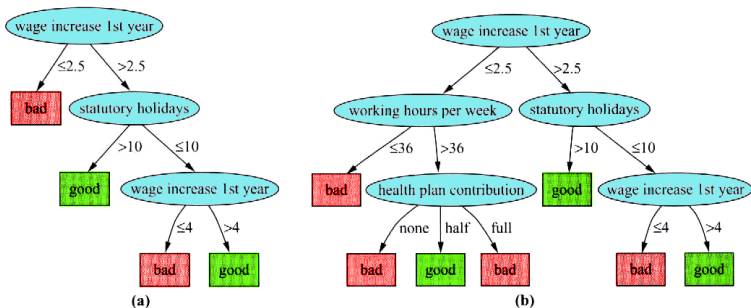 wage increase 1st year
≤2.5 >2.5
bad
statutory holidays
>10 ≤10
good
wage increase 1st year
≤4 >4
bad good
(a)
wage increase 1st year
≤2.5 >2.5
working hours per week statutory holidays
≤36 >36 >10 ≤10
bad health plan contribution good wage increase 1st year
none half full ≤4 >4
bad good bad bad good
(b)